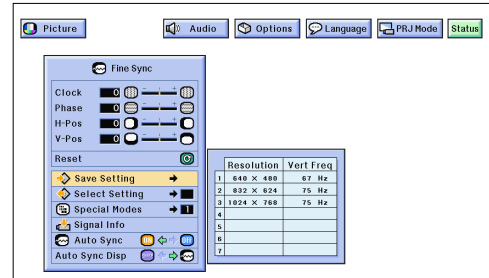 Picture Audio Options Language PRJ Mode Status
Fine Sync
Clock 0
Phase 0
H-Pos 0
V-Pos 0
Reset
Save Setting
Select Setting
Special Modes 1
Signal Info
Auto Sync ON OFF
Auto Sync Disp OFF
Resolution Vert Freq
1 640 X 480 67 Hz
2 832 X 624 75 Hz
3 1024 X 768 75 Hz
4
5
6
7